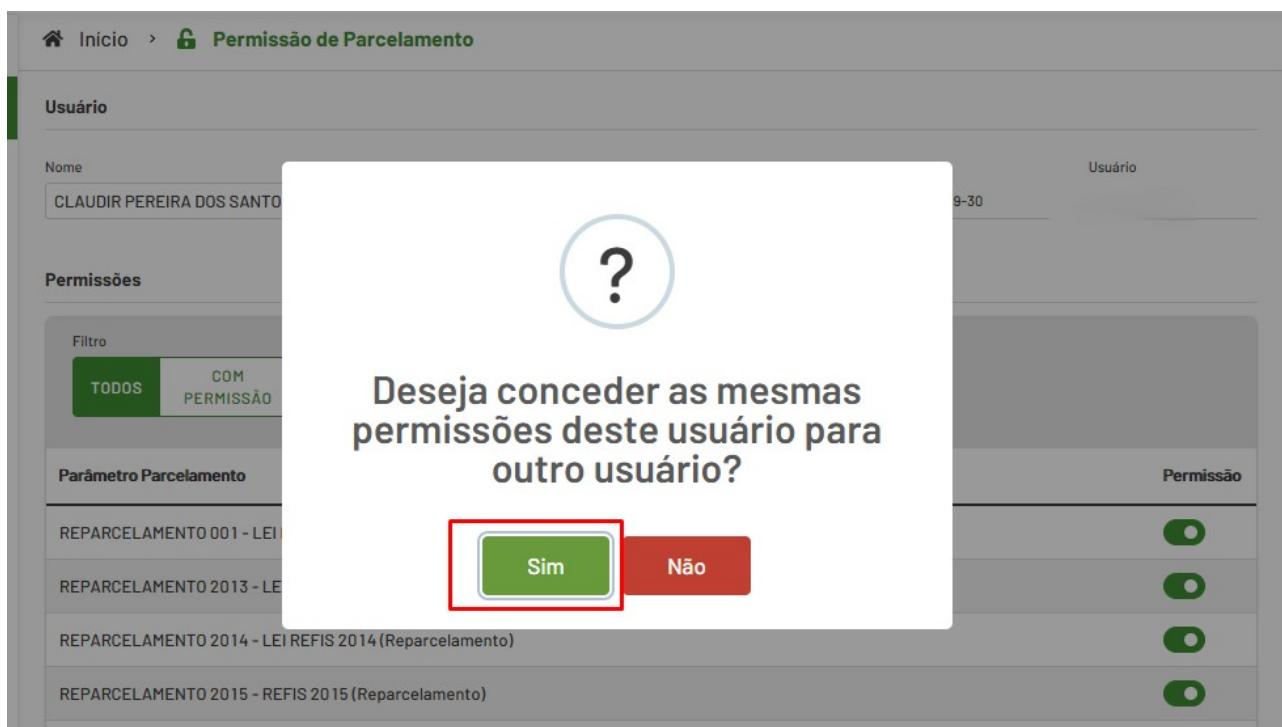 Início > Permissão de Parcelamento
Usuário
Nome
Usuário
CLAUDIR PEREIRA DOS SANTO
9-30
Permissões
Filtro
TODOS
COM
PERMISSÃO
?
Deseja conceder as mesmas
permissões deste usuário para
outro usuário?
Sim
Não
Parâmetro Parcelamento
Permissão
REPARCELAMENTO 001 - LEI
REPARCELAMENTO 2013 - LE
REPARCELAMENTO 2014 - LEI REFIS 2014 (Reparcelamento)
REPARCELAMENTO 2015 - REFIS 2015 (Reparcelamento)